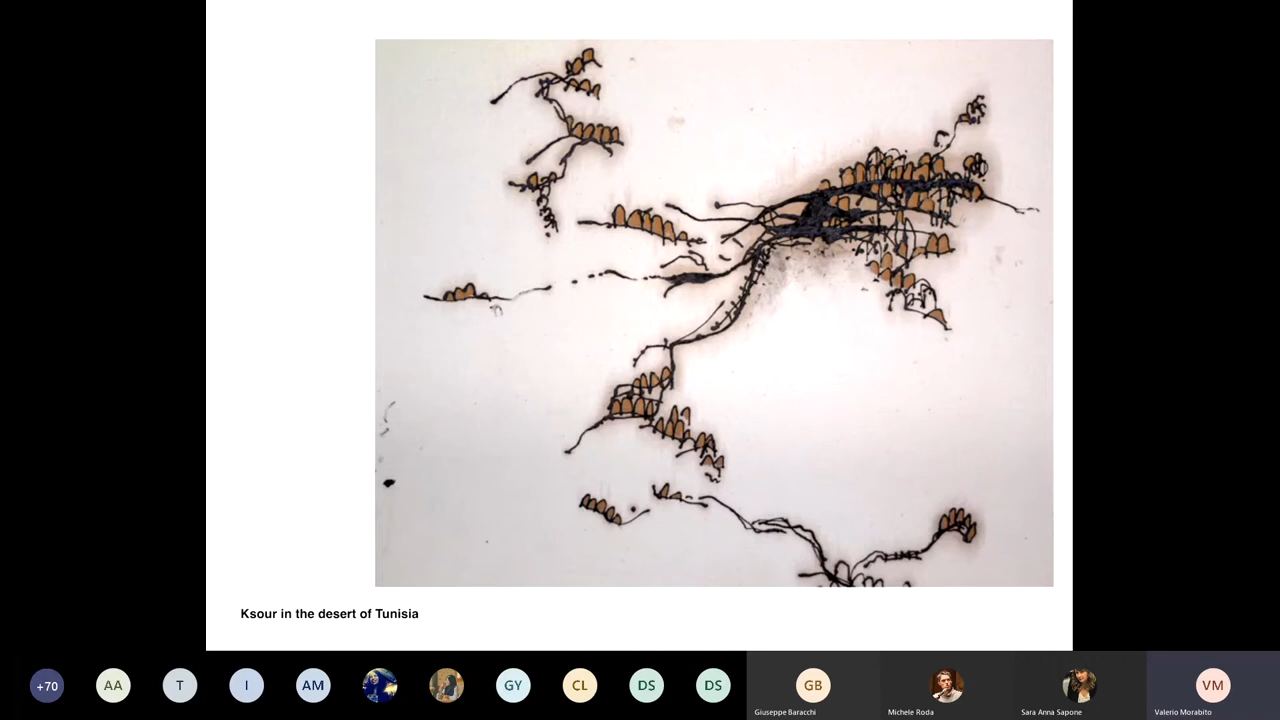 Ksour in the desert of Tunisia
+70
AA
T
I
AM
GY
CL
DS
DS
GB
VM
Giuseppe Baracchi
Michele Roda
Sara Anna Sapone
Valerio Morabito